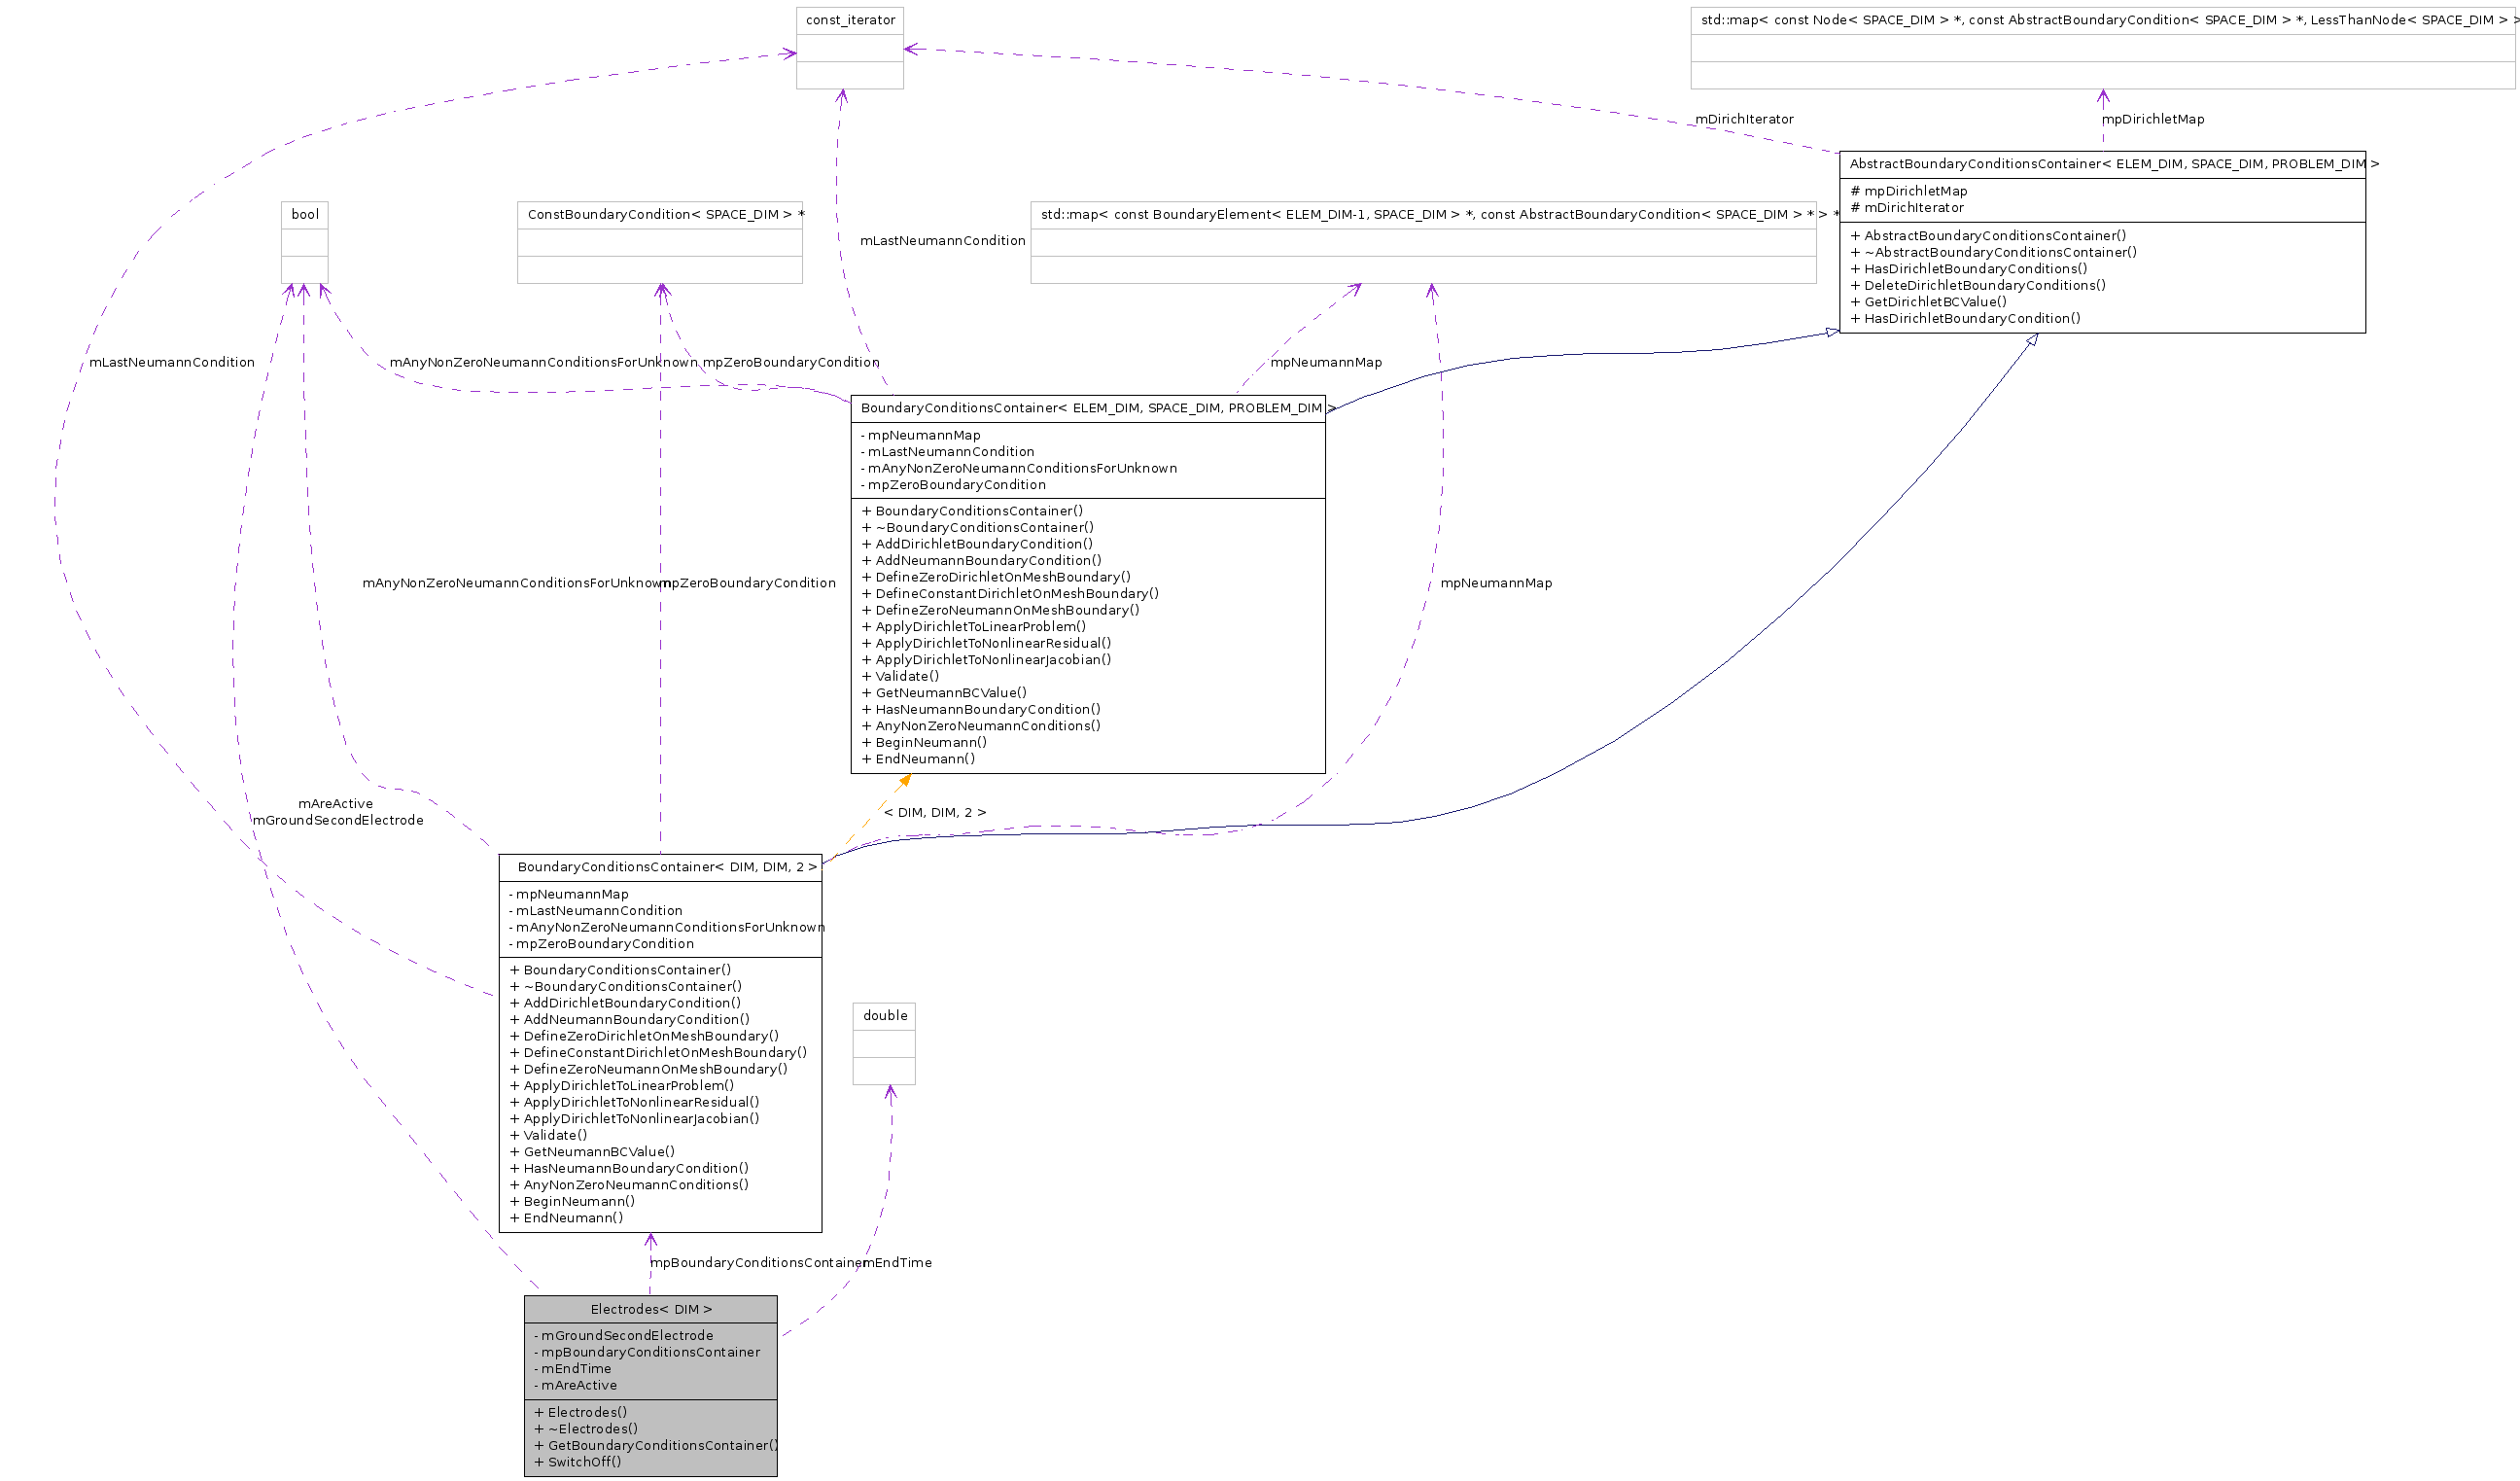 const_iterator
std::map< const Node< SPACE_DIM > *, const AbstractBoundaryCondition< SPACE_DIM > *, LessThanNode< SPACE_DIM > >
mDirichIterator
mpDirichletMap
AbstractBoundaryConditionsContainer< ELEM_DIM, SPACE_DIM, PROBLEM_DIM >
# mpDirichletMap
# mDirichIterator
+ AbstractBoundaryConditionsContainer()
+ ~AbstractBoundaryConditionsContainer()
+ HasDirichletBoundaryConditions()
+ DeleteDirichletBoundaryConditions()
+ GetDirichletBCValue()
+ HasDirichletBoundaryCondition()
bool
ConstBoundaryCondition< SPACE_DIM > *
mLastNeumannCondition
std::map< const BoundaryElement< ELEM_DIM-1, SPACE_DIM > *, const AbstractBoundaryCondition< SPACE_DIM > * > *
mLastNeumannCondition
mAnyNonZeroNeumannConditionsForUnknown
mpZeroBoundaryCondition
mpNeumannMap
BoundaryConditionsContainer< ELEM_DIM, SPACE_DIM, PROBLEM_DIM >
- mpNeumannMap
- mLastNeumannCondition
- mAnyNonZeroNeumannConditionsForUnknown
- mpZeroBoundaryCondition
+ BoundaryConditionsContainer()
+ ~BoundaryConditionsContainer()
+ AddDirichletBoundaryCondition()
+ AddNeumannBoundaryCondition()
+ DefineZeroDirichletOnMeshBoundary()
+ DefineConstantDirichletOnMeshBoundary()
+ DefineZeroNeumannOnMeshBoundary()
+ ApplyDirichletToLinearProblem()
+ ApplyDirichletToNonlinearResidual()
+ ApplyDirichletToNonlinearJacobian()
+ Validate()
+ GetNeumannBCValue()
+ HasNeumannBoundaryCondition()
+ AnyNonZeroNeumannConditions()
+ BeginNeumann()
+ EndNeumann()
mAnyNonZeroNeumannConditionsForUnknown
mpZeroBoundaryCondition
mpNeumannMap
mAreActive
mGroundSecondElectrode
< DIM, DIM, 2 >
BoundaryConditionsContainer< DIM, DIM, 2 >
- mpNeumannMap
- mLastNeumannCondition
- mAnyNonZeroNeumannConditionsForUnknown
- mpZeroBoundaryCondition
+ BoundaryConditionsContainer()
+ ~BoundaryConditionsContainer()
+ AddDirichletBoundaryCondition()
+ AddNeumannBoundaryCondition()
+ DefineZeroDirichletOnMeshBoundary()
+ DefineConstantDirichletOnMeshBoundary()
+ DefineZeroNeumannOnMeshBoundary()
+ ApplyDirichletToLinearProblem()
+ ApplyDirichletToNonlinearResidual()
+ ApplyDirichletToNonlinearJacobian()
+ Validate()
+ GetNeumannBCValue()
+ HasNeumannBoundaryCondition()
+ AnyNonZeroNeumannConditions()
+ BeginNeumann()
+ EndNeumann()
double
mpBoundaryConditionsContainer
mEndTime
Electrodes< DIM >
- mGroundSecondElectrode
- mpBoundaryConditionsContainer
- mEndTime
- mAreActive
+ Electrodes()
+ ~Electrodes()
+ GetBoundaryConditionsContainer()
+ SwitchOff()